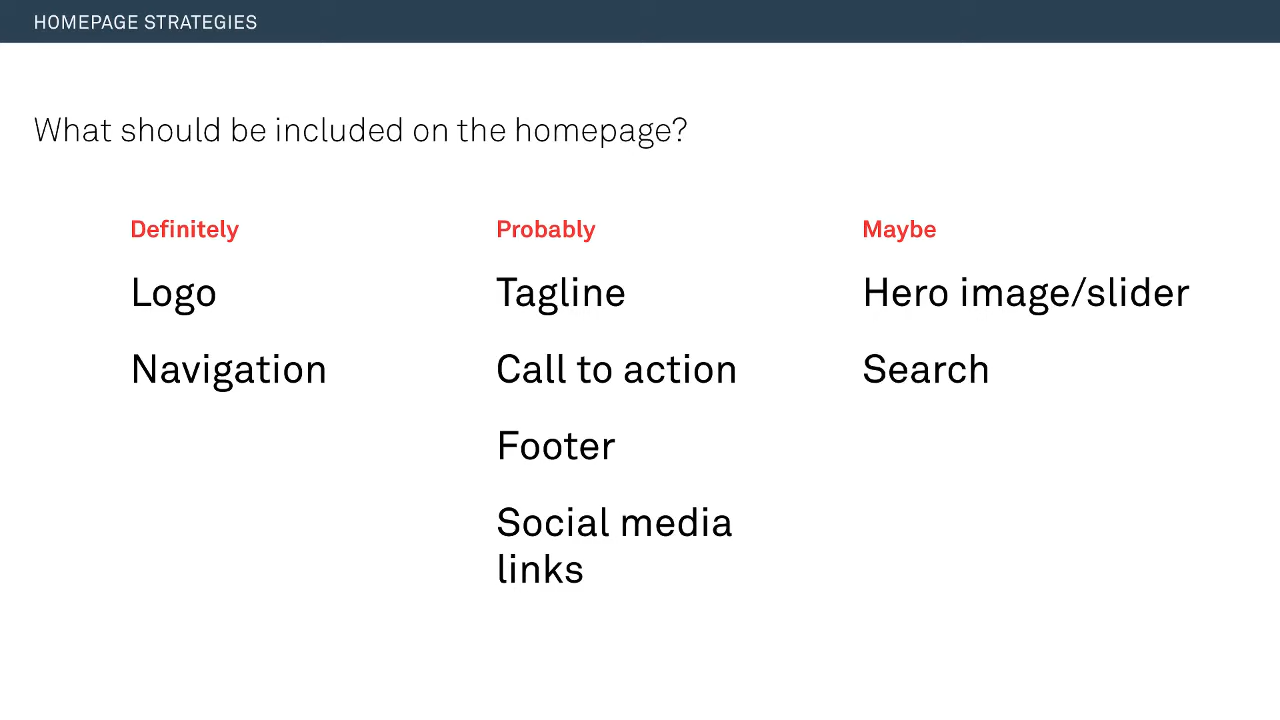 HOMEPAGE STRATEGIES
What should be included on the homepage?
Definitely
Logo
Navigation
Probably
Tagline
Call to action
Footer
Social media
links
Maybe
Hero image/slider
Search